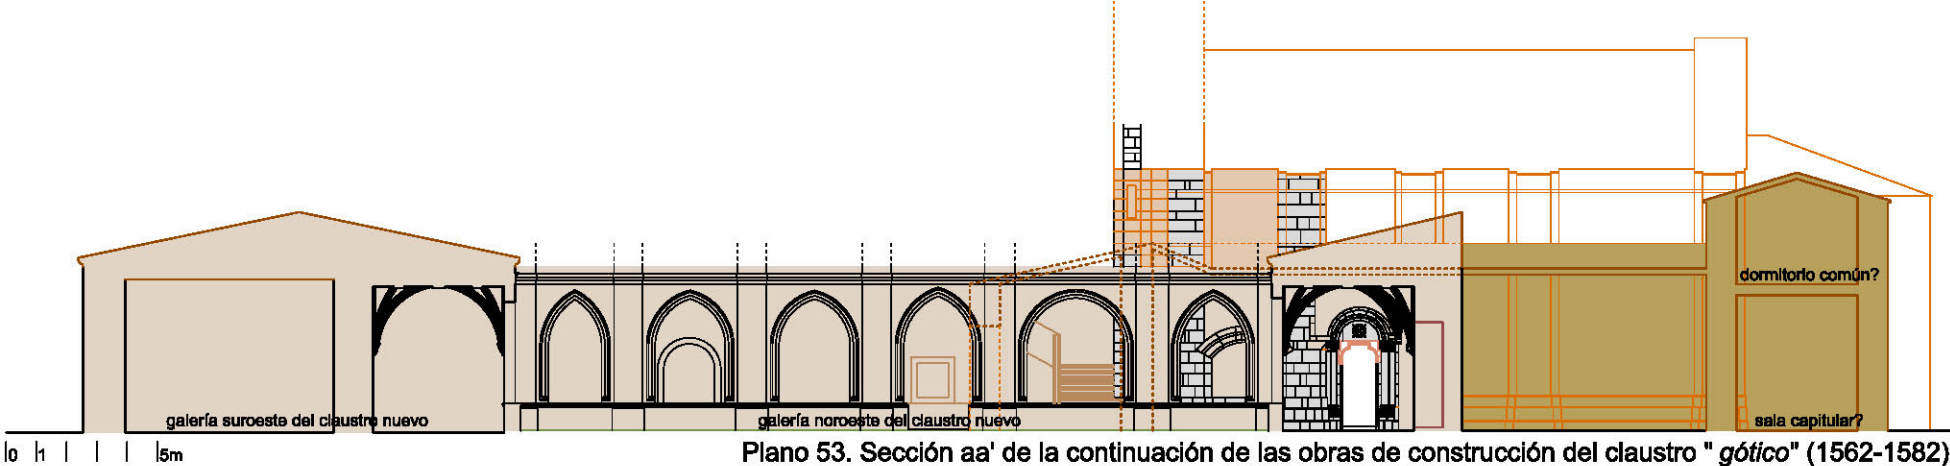 dormitorio común?
galería suroeste del claustro nuevo
galería noroeste del claustro nuevo
sala capitular?
0 1 5m
Plano 53. Sección aa' de la continuación de las obras de construcción del claustro " gótico" (1562-1582)